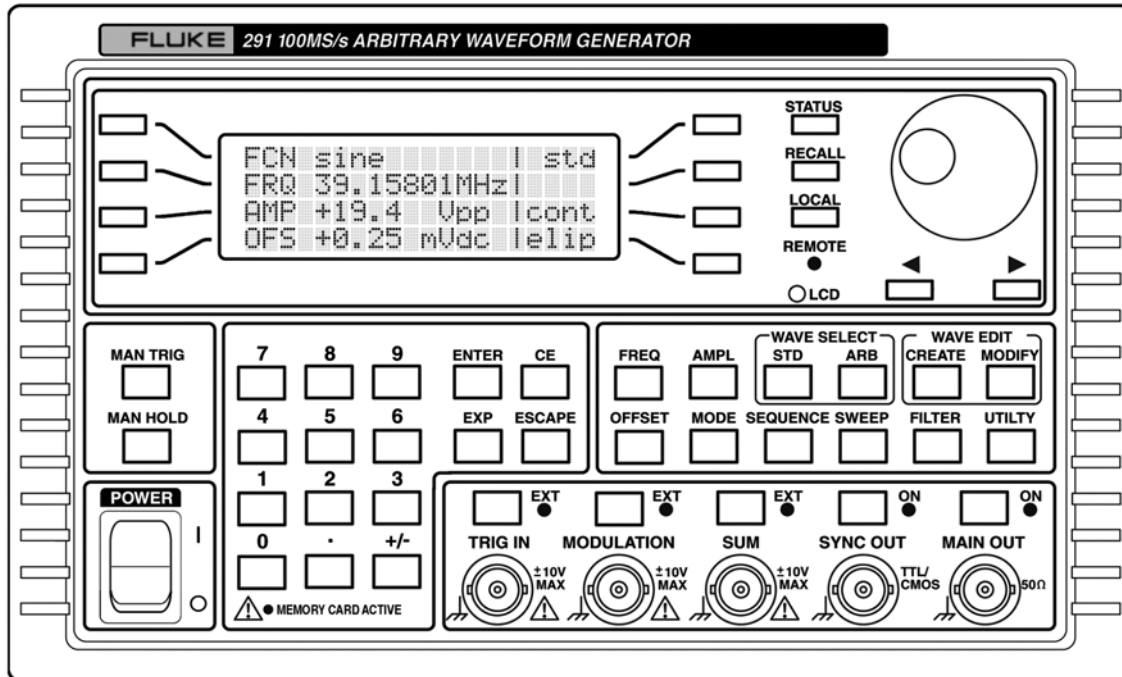 FLUKE 291 100MS/s ARBITRARY WAVEFORM GENERATOR
FCN sine | std
FRQ 39.15801MHz|
AMP +19.4 Vpp |cont
OFS +0.25 mVdc |elip
STATUS
RECALL
LOCAL
REMOTE
LCD
MAN TRIG
MAN HOLD
POWER
I
7 8 9 ENTER CE
4 5 6 EXP ESCAPE
1 2 3
0 . +/-
MEMORY CARD ACTIVE
WAVE SELECT WAVE EDIT
FREQ AMPL STD ARB CREATE MODIFY
OFFSET MODE SEQUENCE SWEEP FILTER UTILTY
EXT EXT EXT ON ON
TRIG IN MODULATION SUM SYNC OUT MAIN OUT
±10V MAX ±10V MAX ±10V MAX TTL/CMOS 50Ω